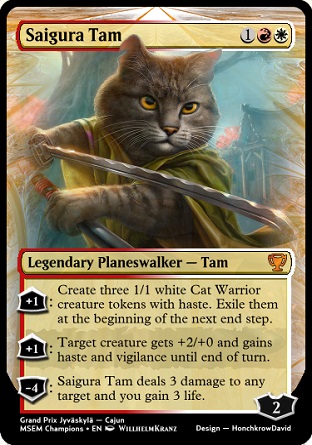 Saigura Tam 1
Legendary Planeswalker — Tam
+1: Create three 1/1 white Cat Warrior
creature tokens with haste. Exile them
at the beginning of the next end step.
+1: Target creature gets +2/+0 and gains
haste and vigilance until end of turn.
-4: Saigura Tam deals 3 damage to any
target and you gain 3 life.
2
Grand Prix Jyväskylä — Cajun
MSEM Champions • EN WillhelmKranz Design — HonchkrowDavid